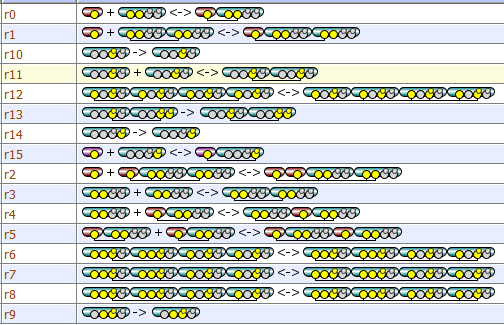 r0 + <->
r1 + <->
r10 ->
r11 + <->
r12 <->
r13 ->
r14 ->
r15 + <->
r2 + <->
r3 + <->
r4 + <->
r5 + <->
r6 <->
r7 <->
r8 <->
r9 ->